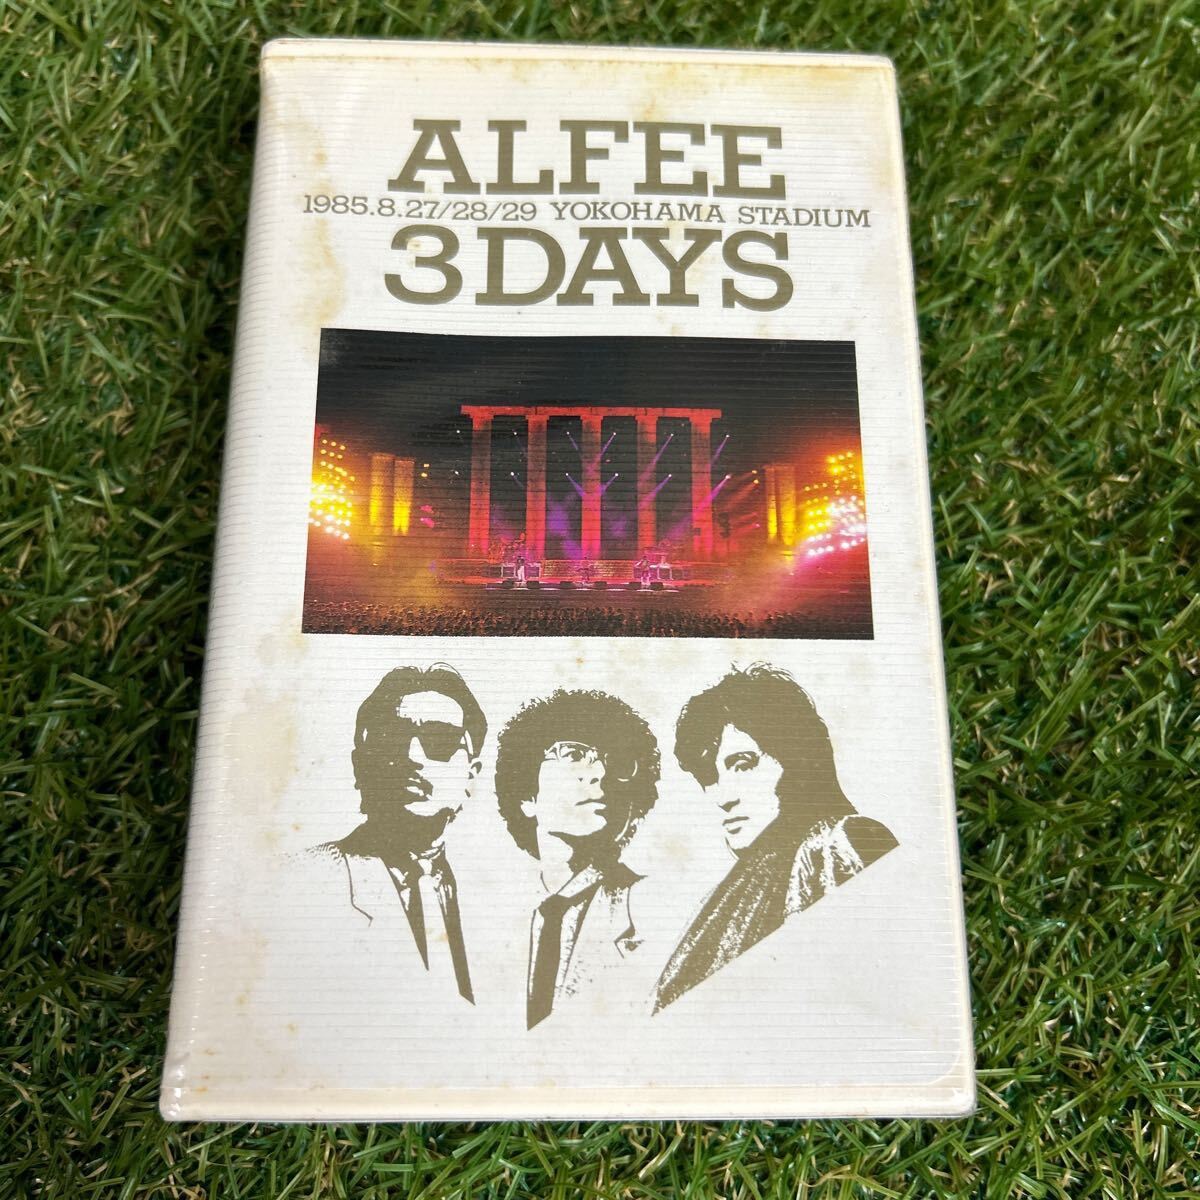 ALFEE
1985.8.27/28/29 YOKOHAMA STADIUM
3DAYS